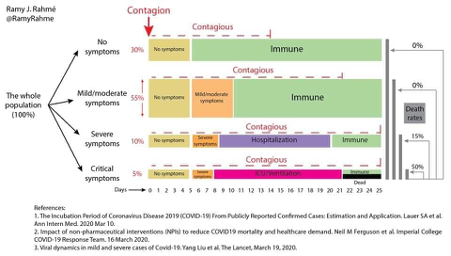 Ramy J. Rahmé
@RamyRahme
Contagion
Contagious
No
symptoms
30%
No symptoms
Immune
0%
Contagious
Mild/moderate
symptoms
55%
No symptoms
Mild/moderate
symptoms
Immune
0%
The whole
population
(100%)
Death
rates
Contagious
Severe
symptoms
10%
No symptoms
Severe
symptoms
Hospitalization
Immune
15%
Contagious
Critical
symptoms
5%
No symptoms
Severe
symptoms
ICU/Ventilation
Immune
Dead
50%
Days
0 1 2 3 4 5 6 7 8 9 10 11 12 13 14 15 16 17 18 19 20 21 22 23 24 25
References:
1. The Incubation Period of Coronavirus Disease 2019 (COVID-19) From Publicly Reported Confirmed Cases: Estimation and Application. Lauer SA et al.
Ann Intern Med. 2020 Mar 10.
2. Impact of non-pharmaceutical interventions (NPIs) to reduce COVID19 mortality and healthcare demand. Neil M Ferguson et al. Imperial College
COVID-19 Response Team. 16 March 2020.
3. Viral dynamics in mild and severe cases of Covid-19. Yang Liu et al. The Lancet, March 19, 2020.